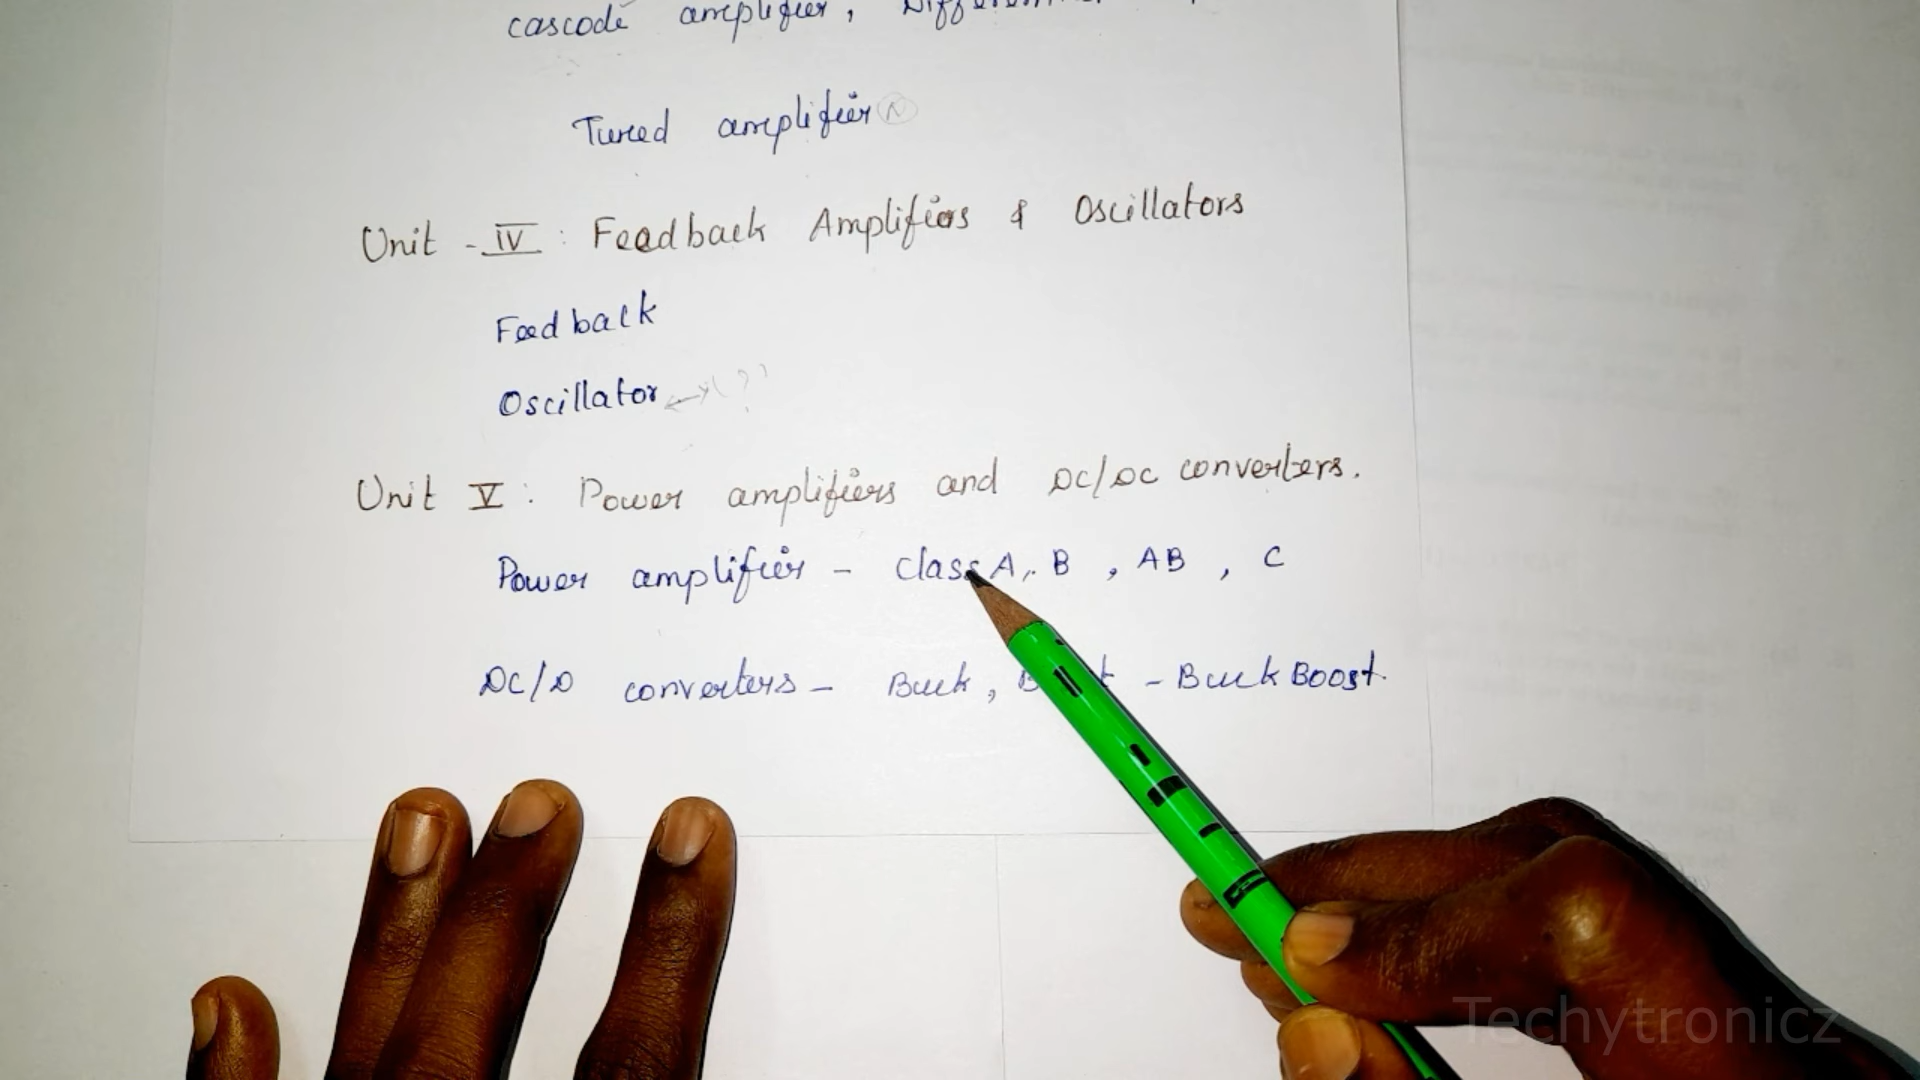 cascode amplifier,
Tuned amplifier
Unit - IV : Feedback Amplifiers & Oscillators
Feedback
Oscillator (?)
Unit V : Power amplifiers and DC/DC converters.
Power amplifier - class A, B, AB, C
DC/D converters - Buck, - Buck Boost.
Techytronicz